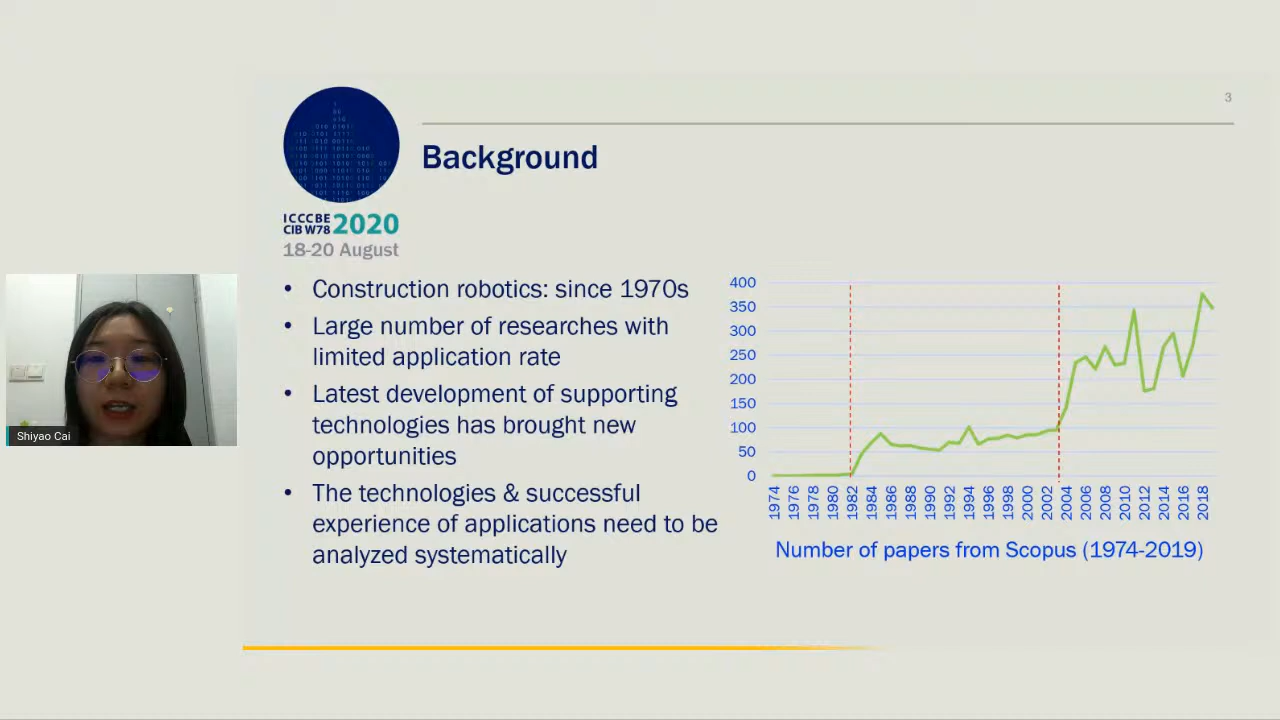 3
Background
ICCCBE
CIB W78 2020
18-20 August
• Construction robotics: since 1970s
• Large number of researches with
limited application rate
• Latest development of supporting
technologies has brought new
opportunities
• The technologies & successful
experience of applications need to be
analyzed systematically
400
350
300
250
200
150
100
50
0
1974
1976
1978
1980
1982
1984
1986
1988
1990
1992
1994
1996
1998
2000
2002
2004
2006
2008
2010
2012
2014
2016
2018
Number of papers from Scopus (1974-2019)
Shiyao Cai